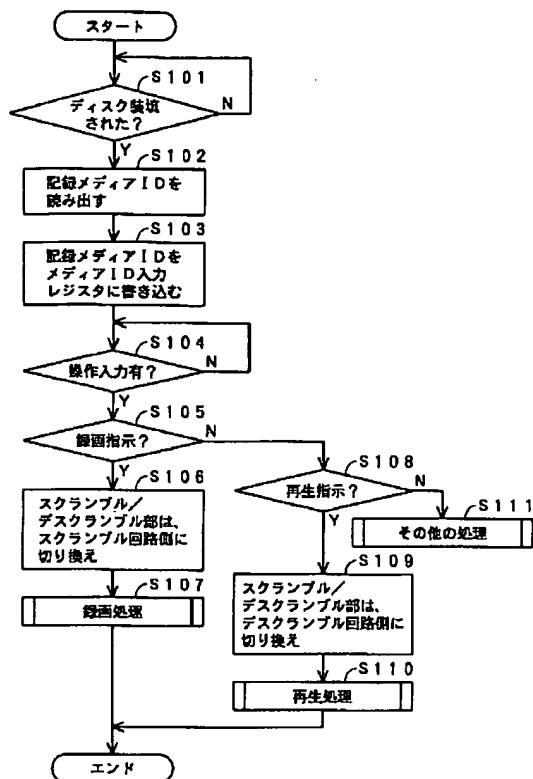 スタート
S101
ディスク装填
された？
N
Y
S102
記録メディアIDを
読み出す
S103
記録メディアIDを
メディアID入力
レジスタに書き込む
S104
操作入力有？
N
Y
S105
録画指示？
N
Y
S106
スクランブル／
デスクランブル部は、
スクランブル回路側に
切り換え
S107
録画処理
S108
再生指示？
N
Y
S111
その他の処理
S109
スクランブル／
デスクランブル部は、
デスクランブル回路側に
切り換え
S110
再生処理
エンド